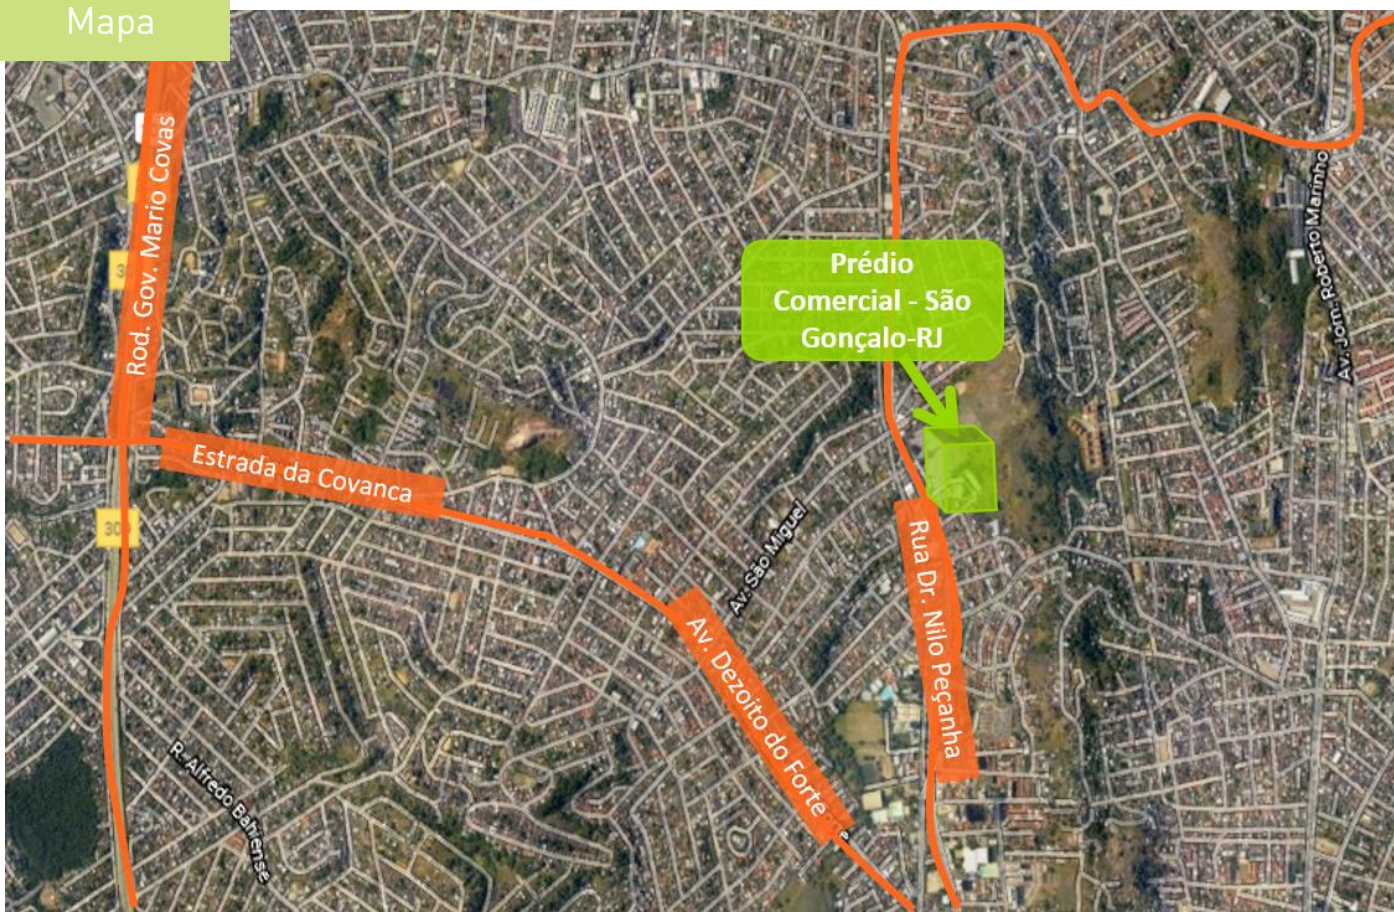 Mapa
Rod. Gov. Mario Covas
Av. Jorn. Roberto Marinho
Prédio
Comercial - São
Gonçalo-RJ
Estrada da Covanca
Av. São Miguel
Rua Dr. Nilo Peçanha
Av. Dezoito do Forte
R. Alfredo Bahiense